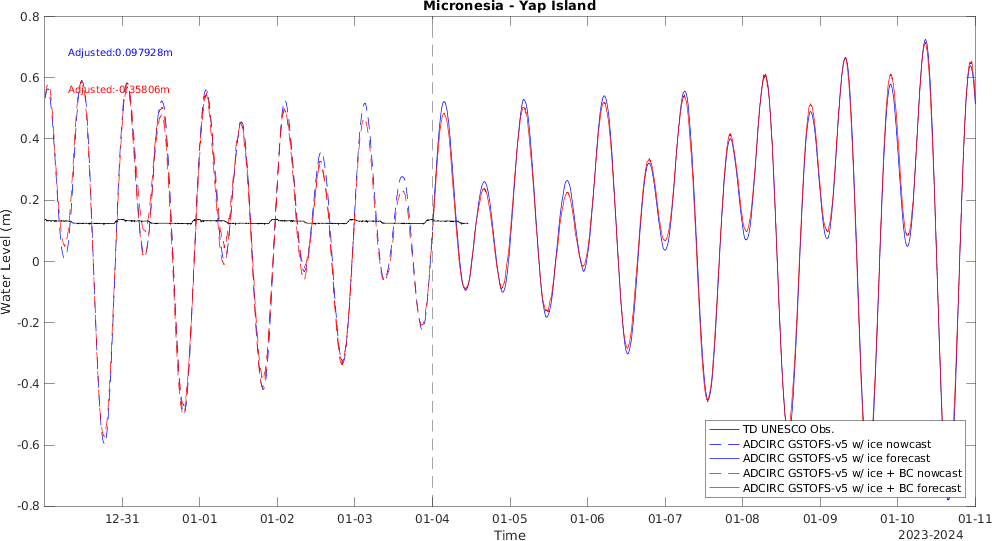 Micronesia - Yap Island
Adjusted:0.097928m
Adjusted:-0.35806m
Water Level (m)
0.8
0.6
0.4
0.2
0
-0.2
-0.4
-0.6
-0.8
TD UNESCO Obs.
ADCIRC GSTOFS-v5 w/ ice nowcast
ADCIRC GSTOFS-v5 w/ ice forecast
ADCIRC GSTOFS-v5 w/ ice + BC nowcast
ADCIRC GSTOFS-v5 w/ ice + BC forecast
12-31 01-01 01-02 01-03 01-04 01-05 01-06 01-07 01-08 01-09 01-10 01-11
Time
2023-2024